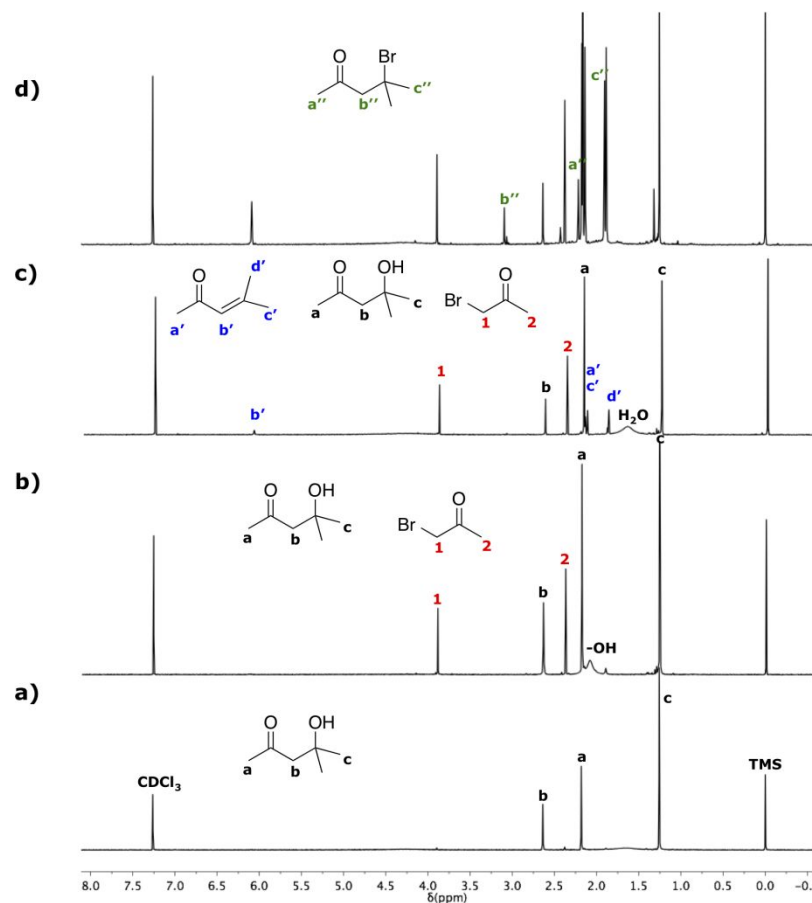 d)
O Br
a'' b'' c''
c''
a''
b''
c)
O
a' b' c' d'
O OH
a b c
O
Br
1 2
a c
1
2
a'
c'
b
b'
d'
H₂O
b)
O OH
a b c
O
Br
1 2
a c
1
2
b
-OH
a)
O OH
a b c
c
a
b
CDCl₃
TMS
8.0 7.5 7.0 6.5 6.0 5.5 5.0 4.5 4.0 3.5 3.0 2.5 2.0 1.5 1.0 0.5 0.0
δ(ppm)